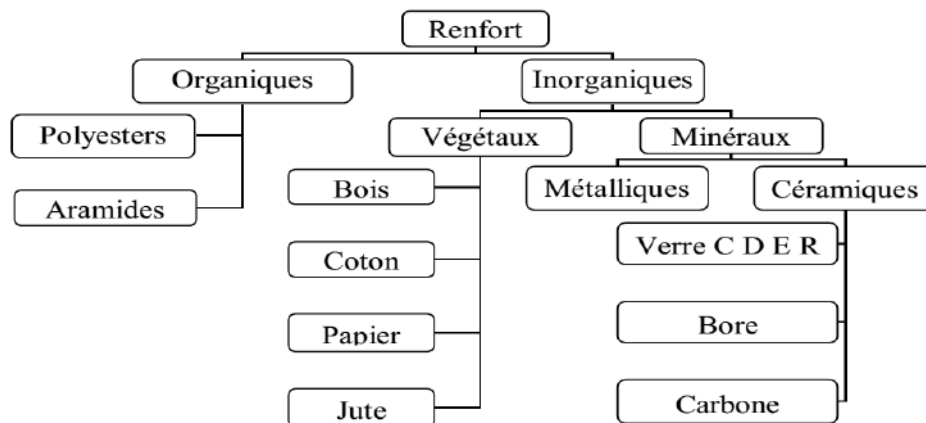 Renfort
Organiques
Inorganiques
Polyesters
Aramides
Végétaux
Minéraux
Bois
Coton
Papier
Jute
Métalliques
Céramiques
Verre C D E R
Bore
Carbone